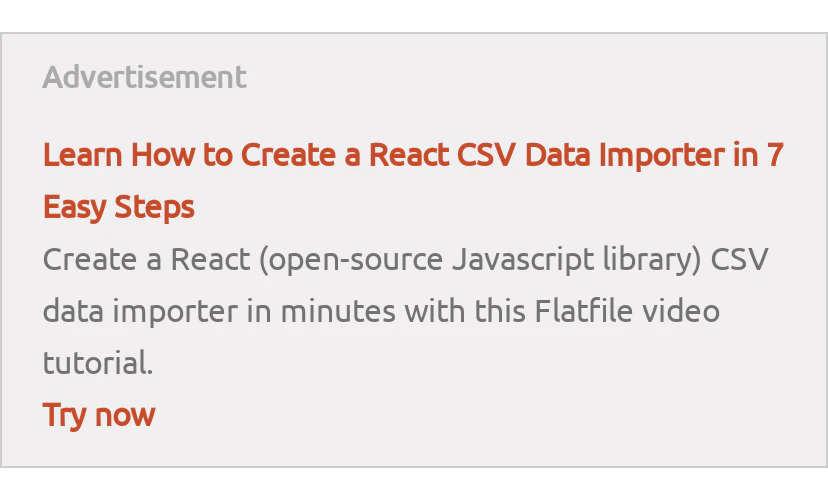 Advertisement
Learn How to Create a React CSV Data Importer in 7
Easy Steps
Create a React (open-source Javascript library) CSV
data importer in minutes with this Flatfile video
tutorial.
Try now